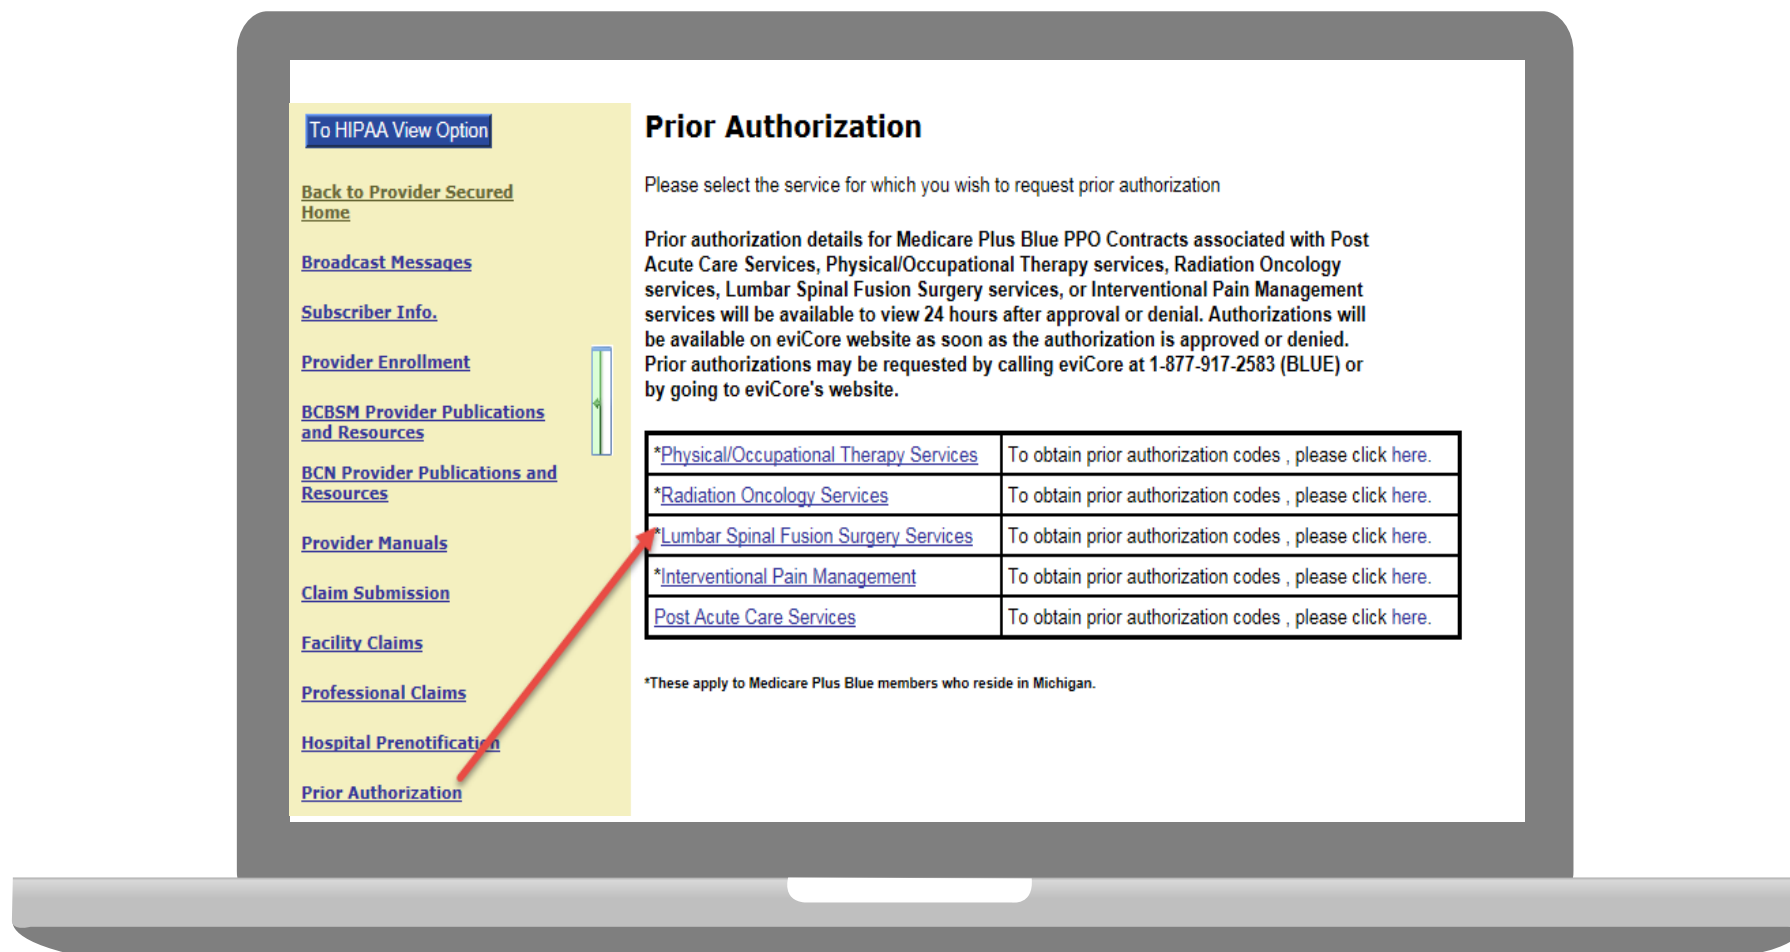 To HIPAA View Option
Back to Provider Secured
Home
Broadcast Messages
Subscriber Info.
Provider Enrollment
BCBSM Provider Publications
and Resources
BCN Provider Publications and
Resources
Provider Manuals
Claim Submission
Facility Claims
Professional Claims
Hospital Prenotification
Prior Authorization
Prior Authorization
Please select the service for which you wish to request prior authorization
Prior authorization details for Medicare Plus Blue PPO Contracts associated with Post
Acute Care Services, Physical/Occupational Therapy services, Radiation Oncology
services, Lumbar Spinal Fusion Surgery services, or Interventional Pain Management
services will be available to view 24 hours after approval or denial. Authorizations will
be available on eviCore website as soon as the authorization is approved or denied.
Prior authorizations may be requested by calling eviCore at 1-877-917-2583 (BLUE) or
by going to eviCore's website.
*Physical/Occupational Therapy Services To obtain prior authorization codes , please click here.
*Radiation Oncology Services To obtain prior authorization codes , please click here.
*Lumbar Spinal Fusion Surgery Services To obtain prior authorization codes , please click here.
*Interventional Pain Management To obtain prior authorization codes , please click here.
Post Acute Care Services To obtain prior authorization codes , please click here.
*These apply to Medicare Plus Blue members who reside in Michigan.